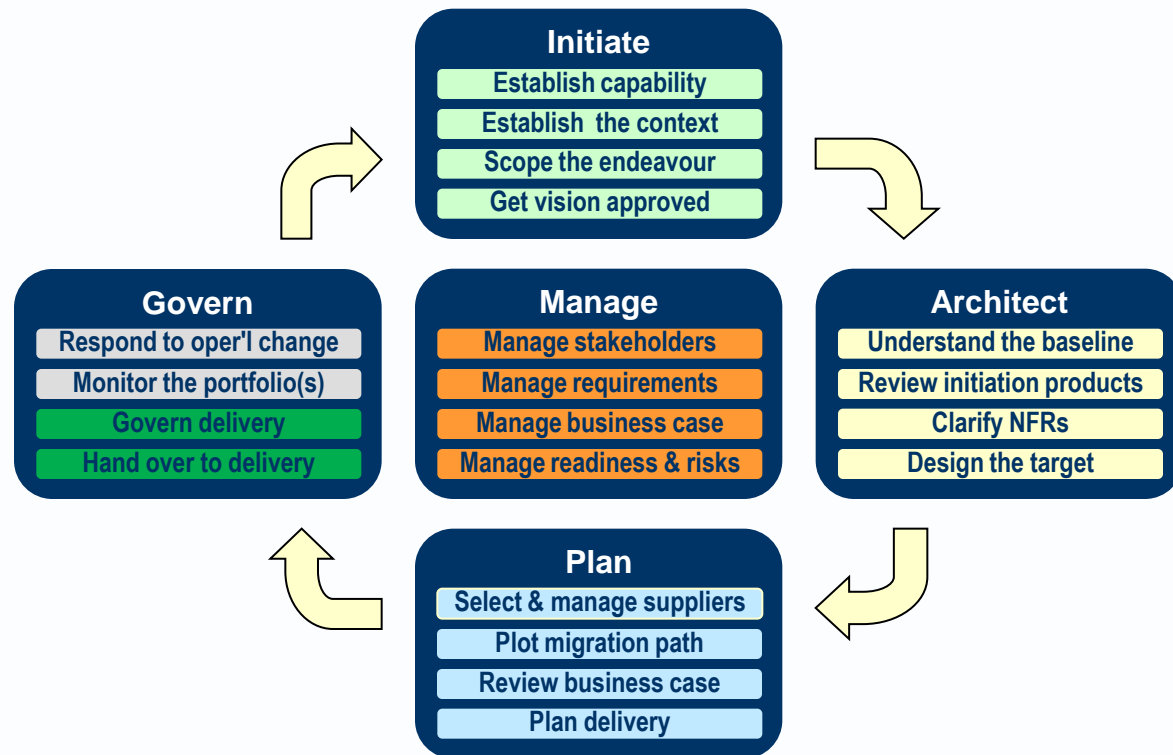 Initiate
Establish capability
Establish the context
Scope the endeavour
Get vision approved
Govern
Respond to oper'l change
Monitor the portfolio(s)
Govern delivery
Hand over to delivery
Manage
Manage stakeholders
Manage requirements
Manage business case
Manage readiness & risks
Architect
Understand the baseline
Review initiation products
Clarify NFRs
Design the target
Plan
Select & manage suppliers
Plot migration path
Review business case
Plan delivery